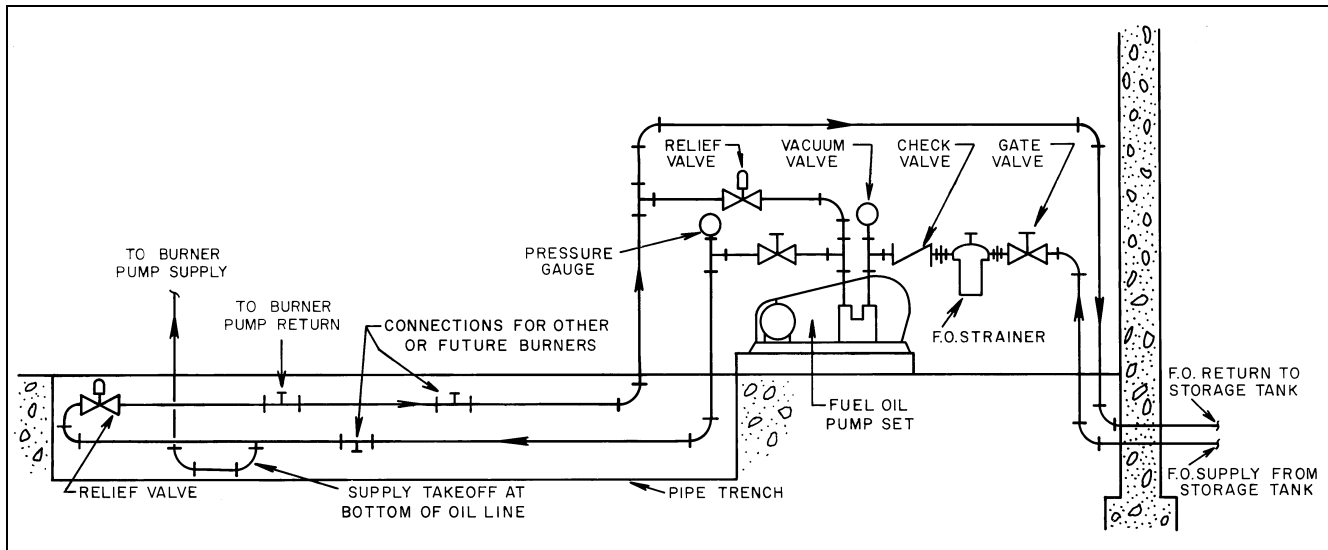 RELIEF
VALVE
VACUUM
VALVE
CHECK
VALVE
GATE
VALVE
PRESSURE
GAUGE
TO BURNER
PUMP SUPPLY
TO BURNER
PUMP RETURN
CONNECTIONS FOR OTHER
OR FUTURE BURNERS
F.O.STRAINER
F.O. RETURN TO
STORAGE TANK
FUEL OIL
PUMP SET
F.O.SUPPLY FROM
STORAGE TANK
RELIEF VALVE
SUPPLY TAKEOFF AT
BOTTOM OF OIL LINE
PIPE TRENCH